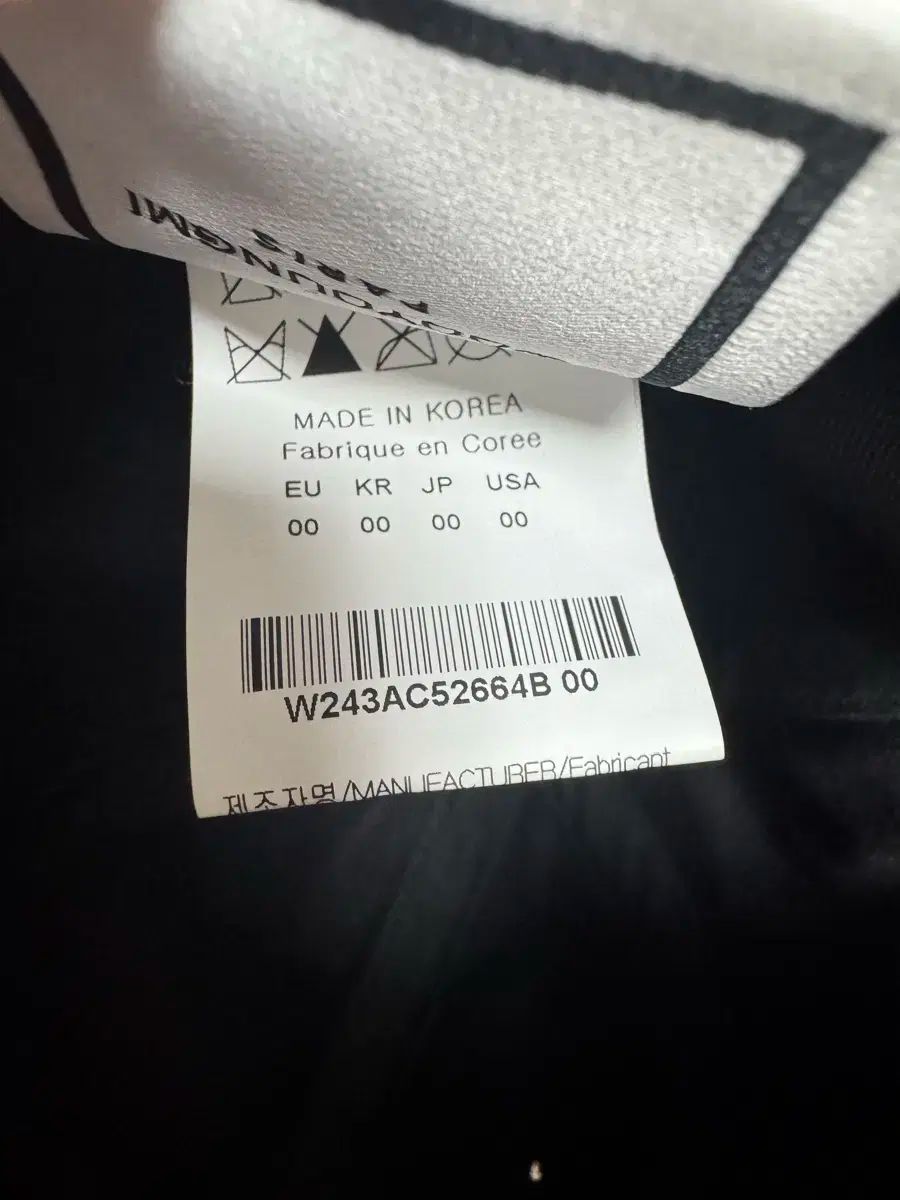 PARIS
MADE IN KOREA
Fabrique en Coree
EU KR JP USA
00 00 00 00
W243AC52664B 00
제조자명/MANUFACTURER/Fabricant